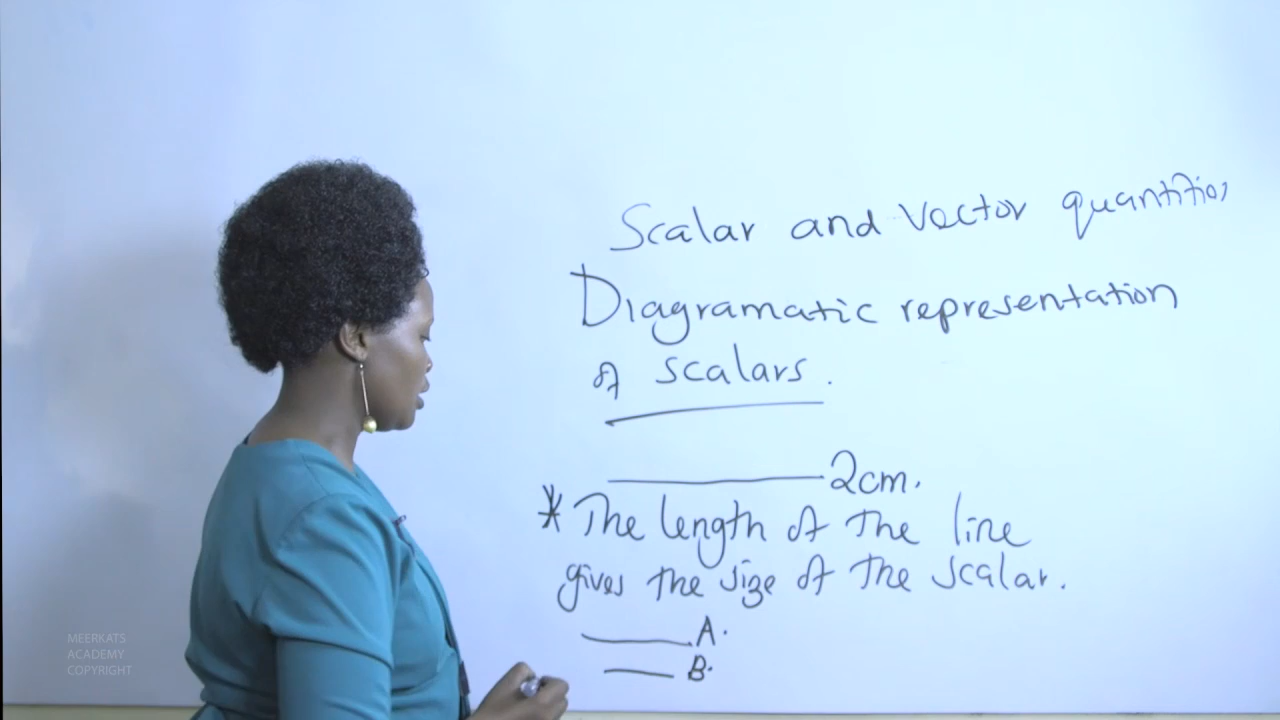 Scalar and Vector quantities
Diagramatic representation
of scalars.
2cm.
* The length of the line
gives the size of the scalar.
A.
B.
MEERKATS
ACADEMY
COPYRIGHT